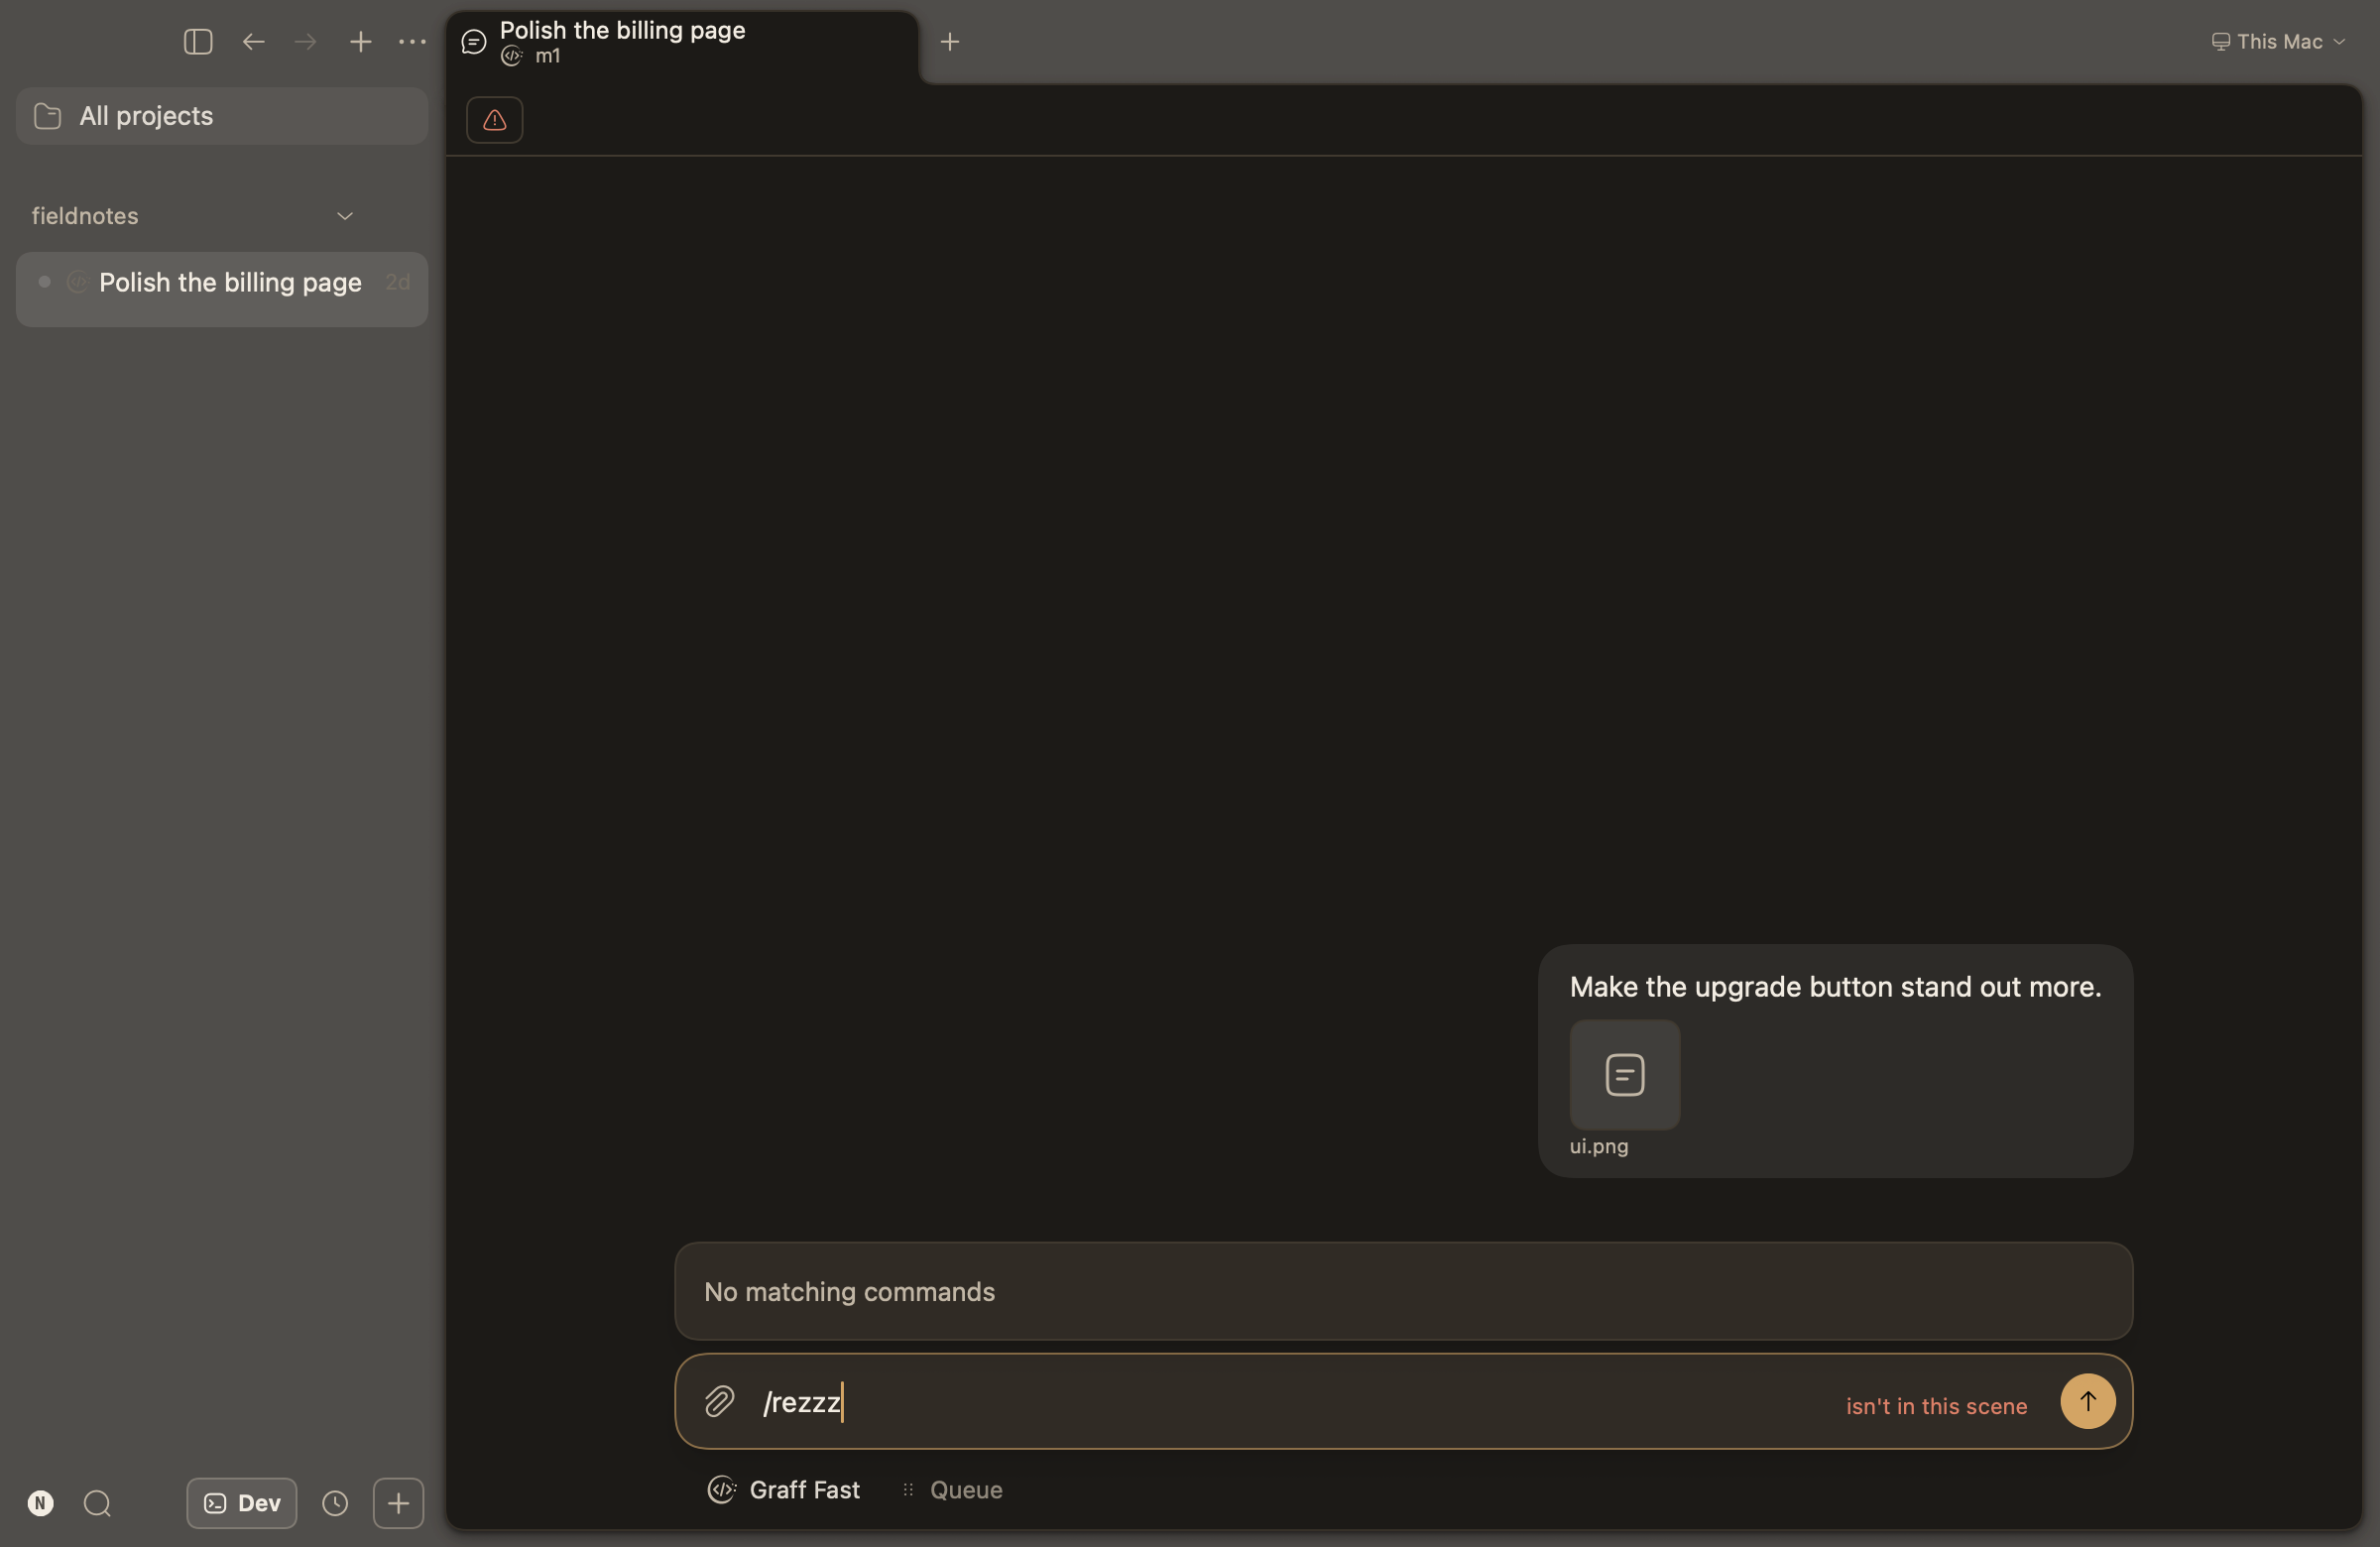 Polish the billing page
m1
This Mac
All projects
fieldnotes
Polish the billing page 2d
Make the upgrade button stand out more.
ui.png
No matching commands
/rezzz
isn't in this scene
Graff Fast
Queue
N
Dev